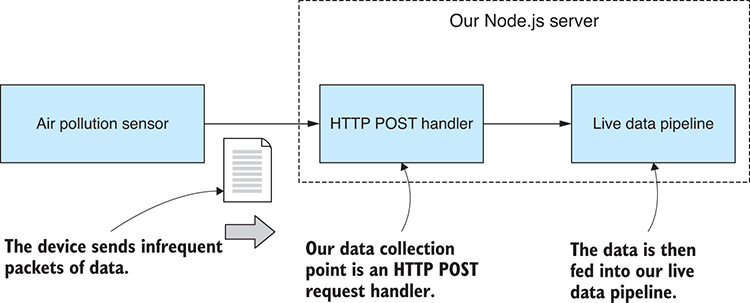 Our Node.js server
Air pollution sensor
HTTP POST handler
Live data pipeline
The device sends infrequent
packets of data.
Our data collection
point is an HTTP POST
request handler.
The data is then
fed into our live
data pipeline.